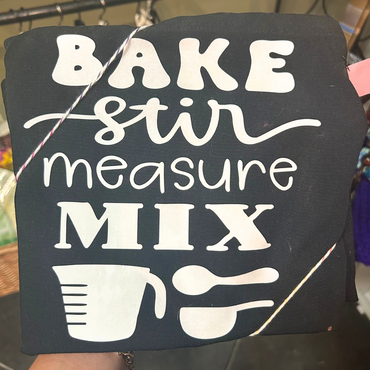 BAKE
stir
measure
MIX